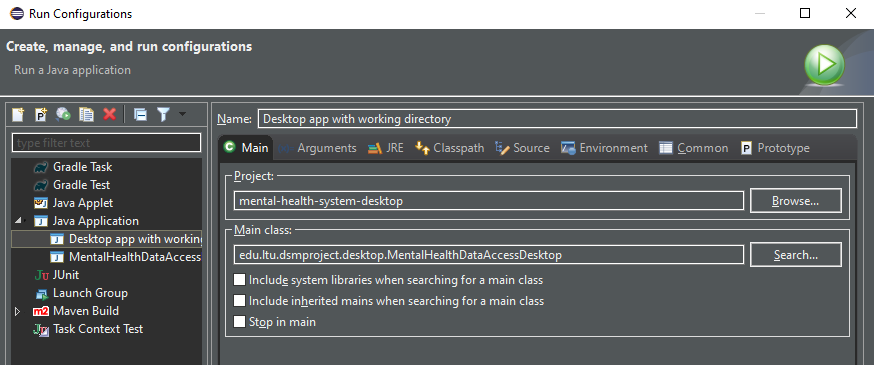 Run Configurations
Create, manage, and run configurations
Run a Java application
type filter text
Gradle Task
Gradle Test
Java Applet
Java Application
Desktop app with working
MentalHealthDataAccess
JUnit
Launch Group
Maven Build
Task Context Test
Name: Desktop app with working directory
Main Arguments JRE Classpath Source Environment Common Prototype
Project:
mental-health-system-desktop Browse...
Main class:
edu.ltu.dsmproject.desktop.MentalHealthDataAccessDesktop Search...
Include system libraries when searching for a main class
Include inherited mains when searching for a main class
Stop in main